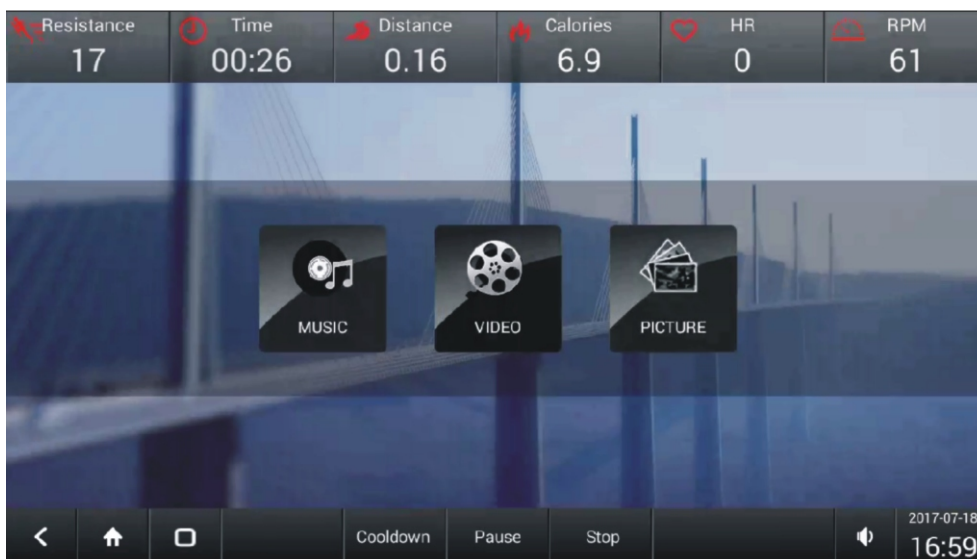 Resistance Time Distance Calories HR RPM
17 00:26 0.16 6.9 0 61
MUSIC VIDEO PICTURE
Cooldown Pause Stop
2017-07-18
16:59